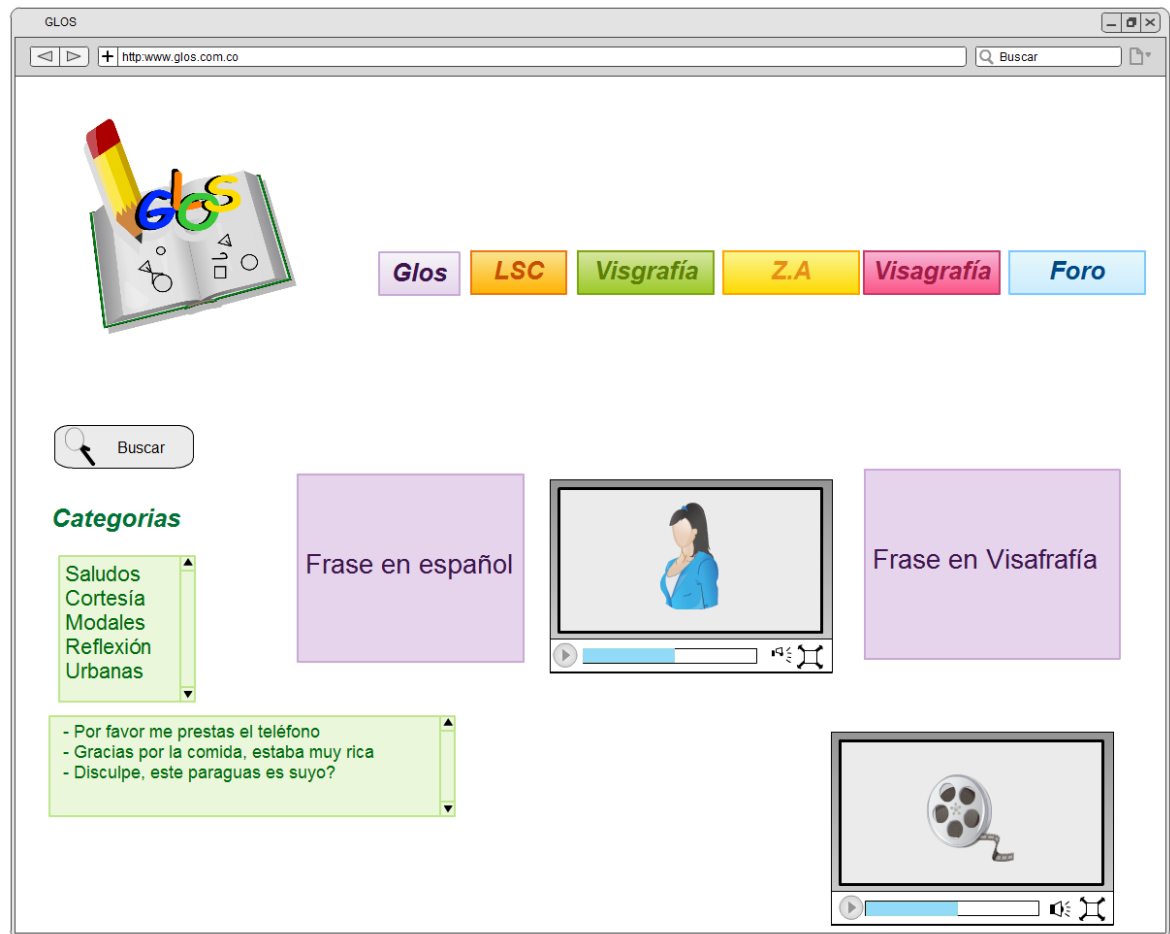 GLOS
http:www.glos.com.co
Buscar
Glos
Glos
LSC
Visgrafía
Z.A
Visagrafía
Foro
Buscar
Categorias
Saludos
Cortesía
Modales
Reflexión
Urbanas
Frase en español
Frase en Visafrafía
- Por favor me prestas el teléfono
- Gracias por la comida, estaba muy rica
- Disculpe, este paraguas es suyo?